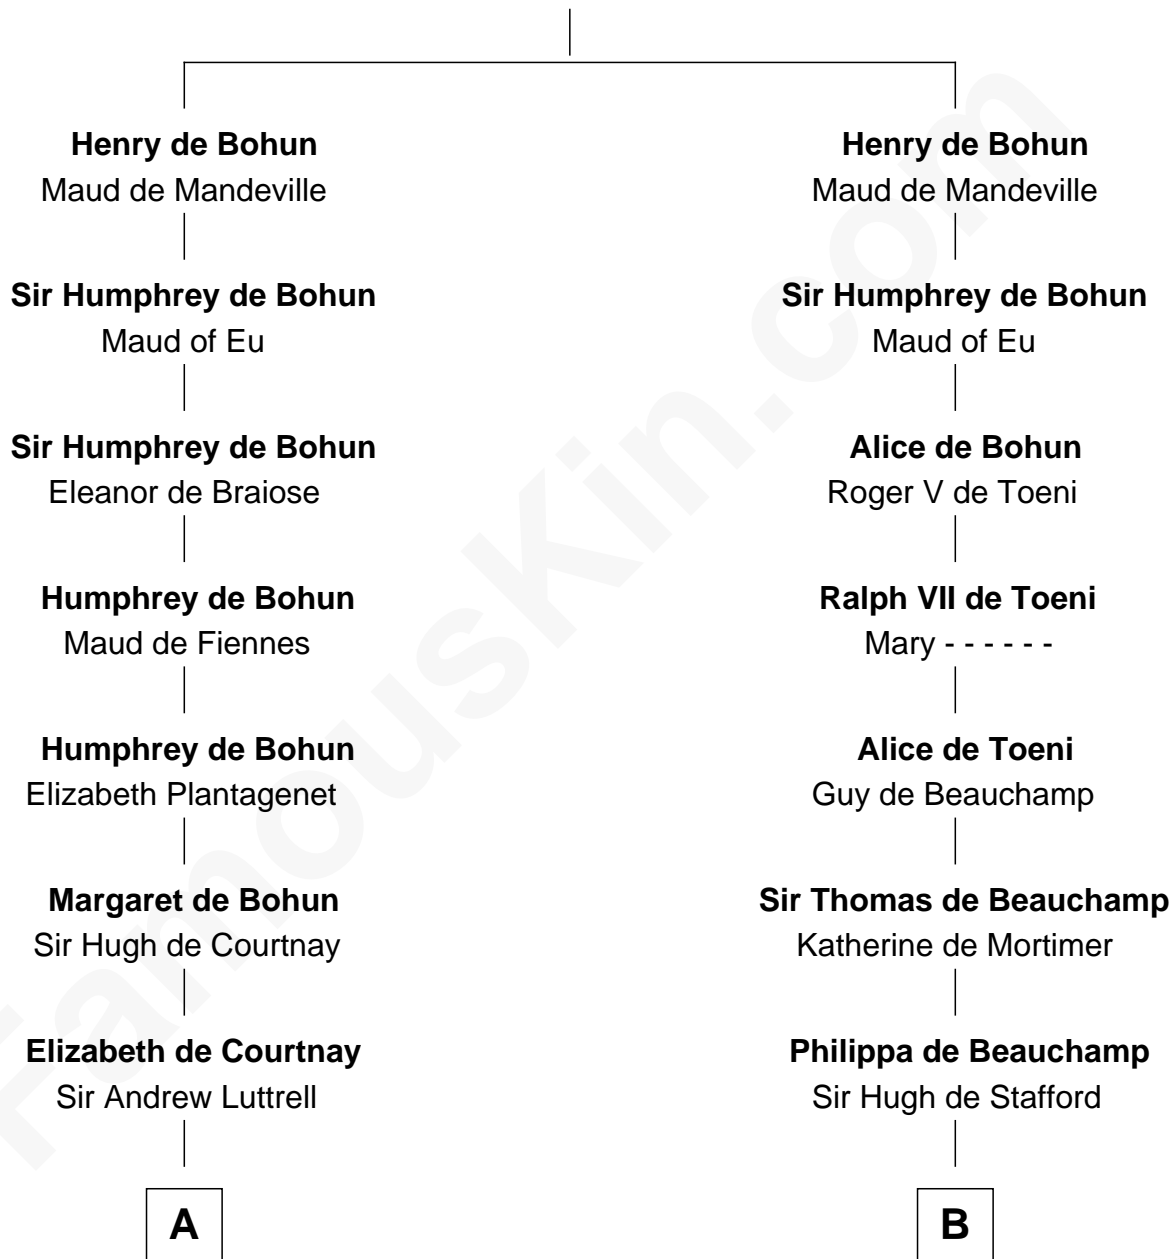 Henry de Bohun
Maud de Mandeville
Sir Humphrey de Bohun
Maud of Eu
Sir Humphrey de Bohun
Eleanor de Braiose
Humphrey de Bohun
Maud de Fiennes
Humphrey de Bohun
Elizabeth Plantagenet
Margaret de Bohun
Sir Hugh de Courtnay
Elizabeth de Courtnay
Sir Andrew Luttrell
A
Henry de Bohun
Maud de Mandeville
Sir Humphrey de Bohun
Maud of Eu
Alice de Bohun
Roger V de Toeni
Ralph VII de Toeni
Mary - - - - - -
Alice de Toeni
Guy de Beauchamp
Sir Thomas de Beauchamp
Katherine de Mortimer
Philippa de Beauchamp
Sir Hugh de Stafford
B
FamousKin.com